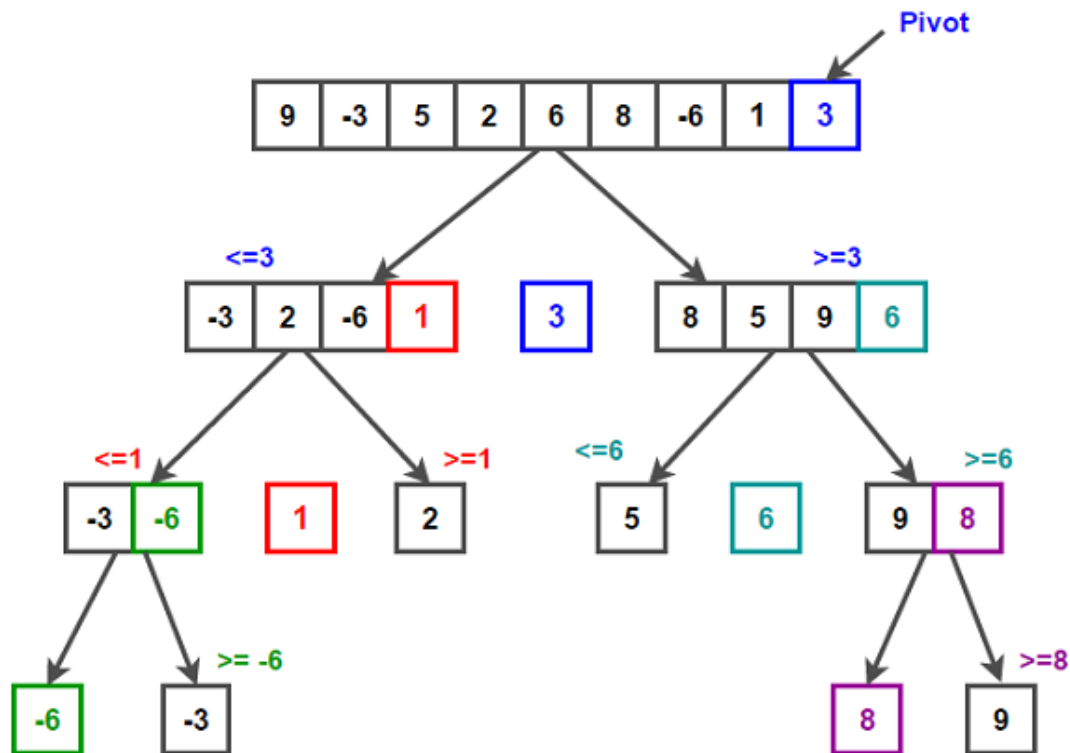 Pivot
9 -3 5 2 6 8 -6 1 3
<=3 >=3
-3 2 -6 1 3 8 5 9 6
<=1 >=1 <=6 >=6
-3 -6 1 2 5 6 9 8
>= -6 >=8
-6 -3 8 9